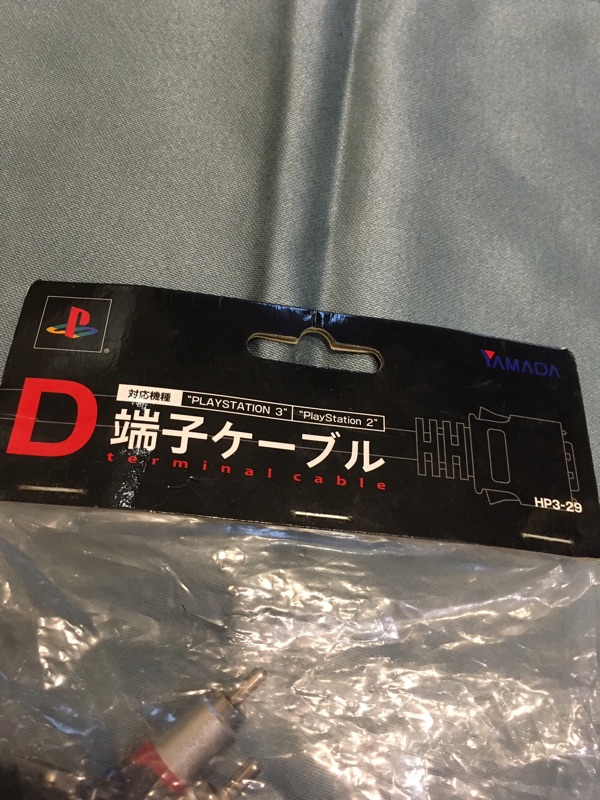 YAMADA
対応機種 "PLAYSTATION 3" "PlayStation 2"
D端子ケーブル
terminal cable
HP3-29